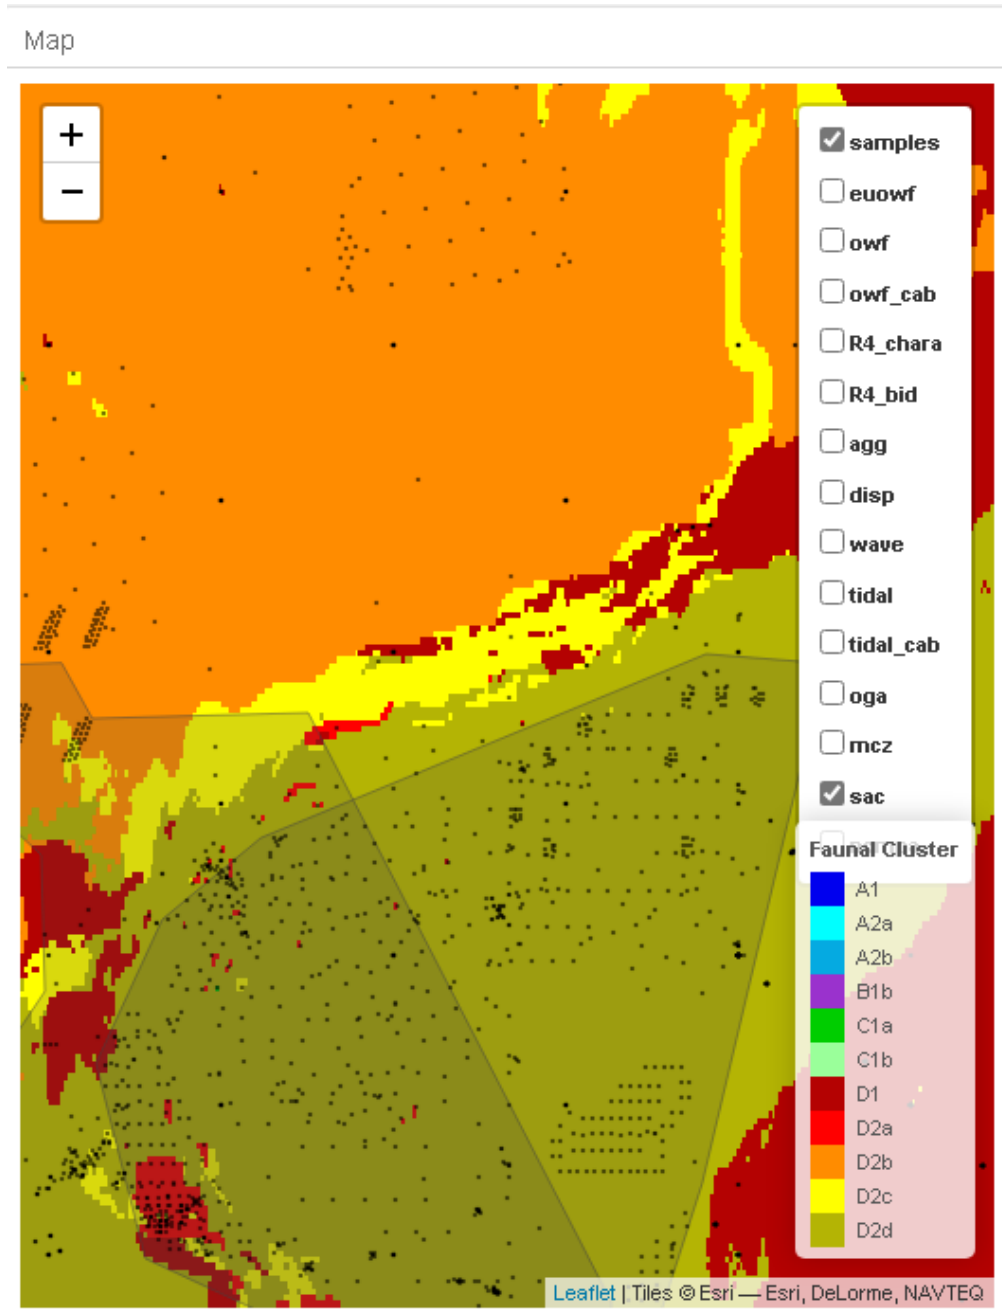 Map
+
−
samples
euowf
owf
owf_cab
R4_chara
R4_bid
agg
disp
wave
tidal
tidal_cab
oga
mcz
sac
Faunal Cluster
A1
A2a
A2b
B1b
C1a
C1b
D1
D2a
D2b
D2c
D2d
Leaflet | Tiles © Esri — Esri, DeLorme, NAVTEQ